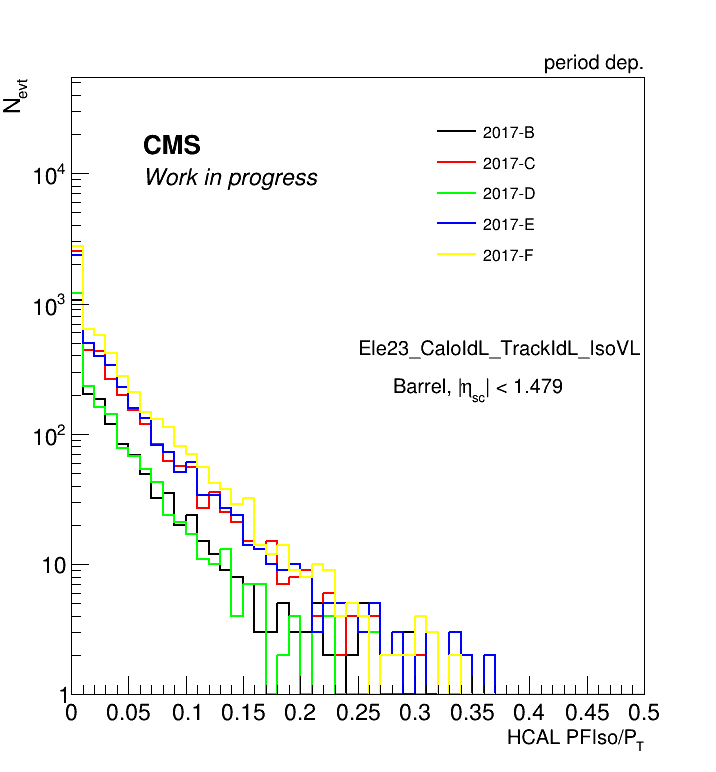 period dep.
N_evt
CMS
Work in progress
2017-B
2017-C
2017-D
2017-E
2017-F
Ele23_CaloIdL_TrackIdL_IsoVL
Barrel, |η_sc| < 1.479
10^4
10^3
10^2
10
1
0 0.05 0.1 0.15 0.2 0.25 0.3 0.35 0.4 0.45 0.5
HCAL PFIso/P_T